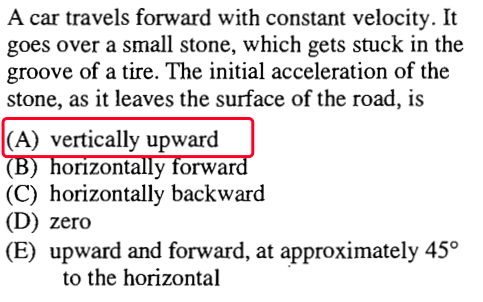 A car travels forward with constant velocity. It
goes over a small stone, which gets stuck in the
groove of a tire. The initial acceleration of the
stone, as it leaves the surface of the road, is
(A) vertically upward
(B) horizontally forward
(C) horizontally backward
(D) zero
(E) upward and forward, at approximately 45°
to the horizontal